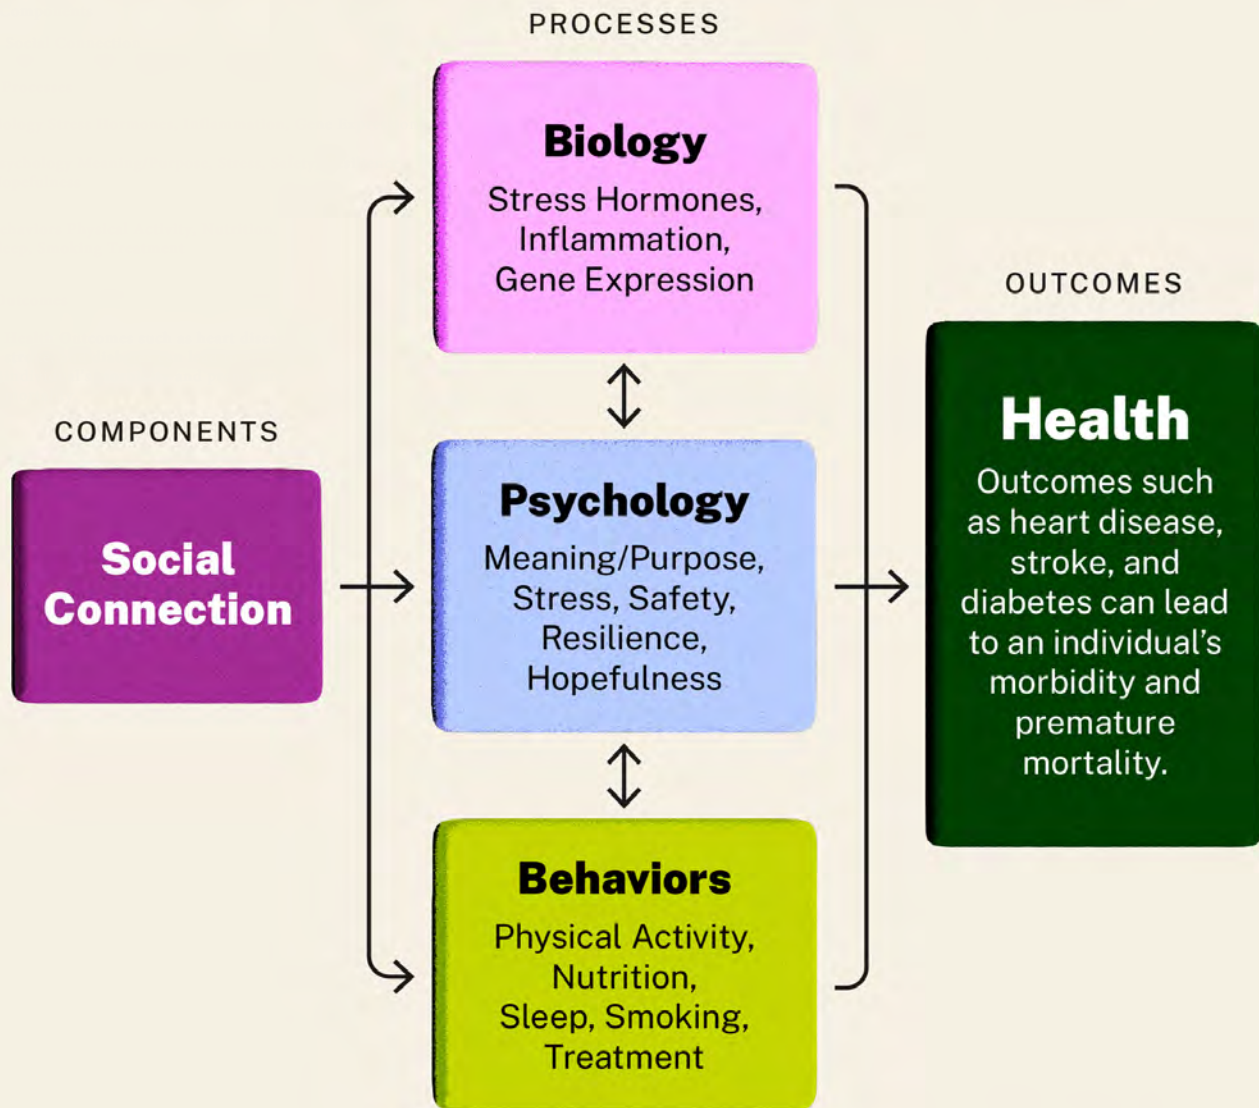 PROCESSES
Biology
Stress Hormones,
Inflammation,
Gene Expression
OUTCOMES
COMPONENTS
Health
Outcomes such
as heart disease,
stroke, and
diabetes can lead
to an individual’s
morbidity and
premature
mortality.
Social
Connection
Psychology
Meaning/Purpose,
Stress, Safety,
Resilience,
Hopefulness
Behaviors
Physical Activity,
Nutrition,
Sleep, Smoking,
Treatment